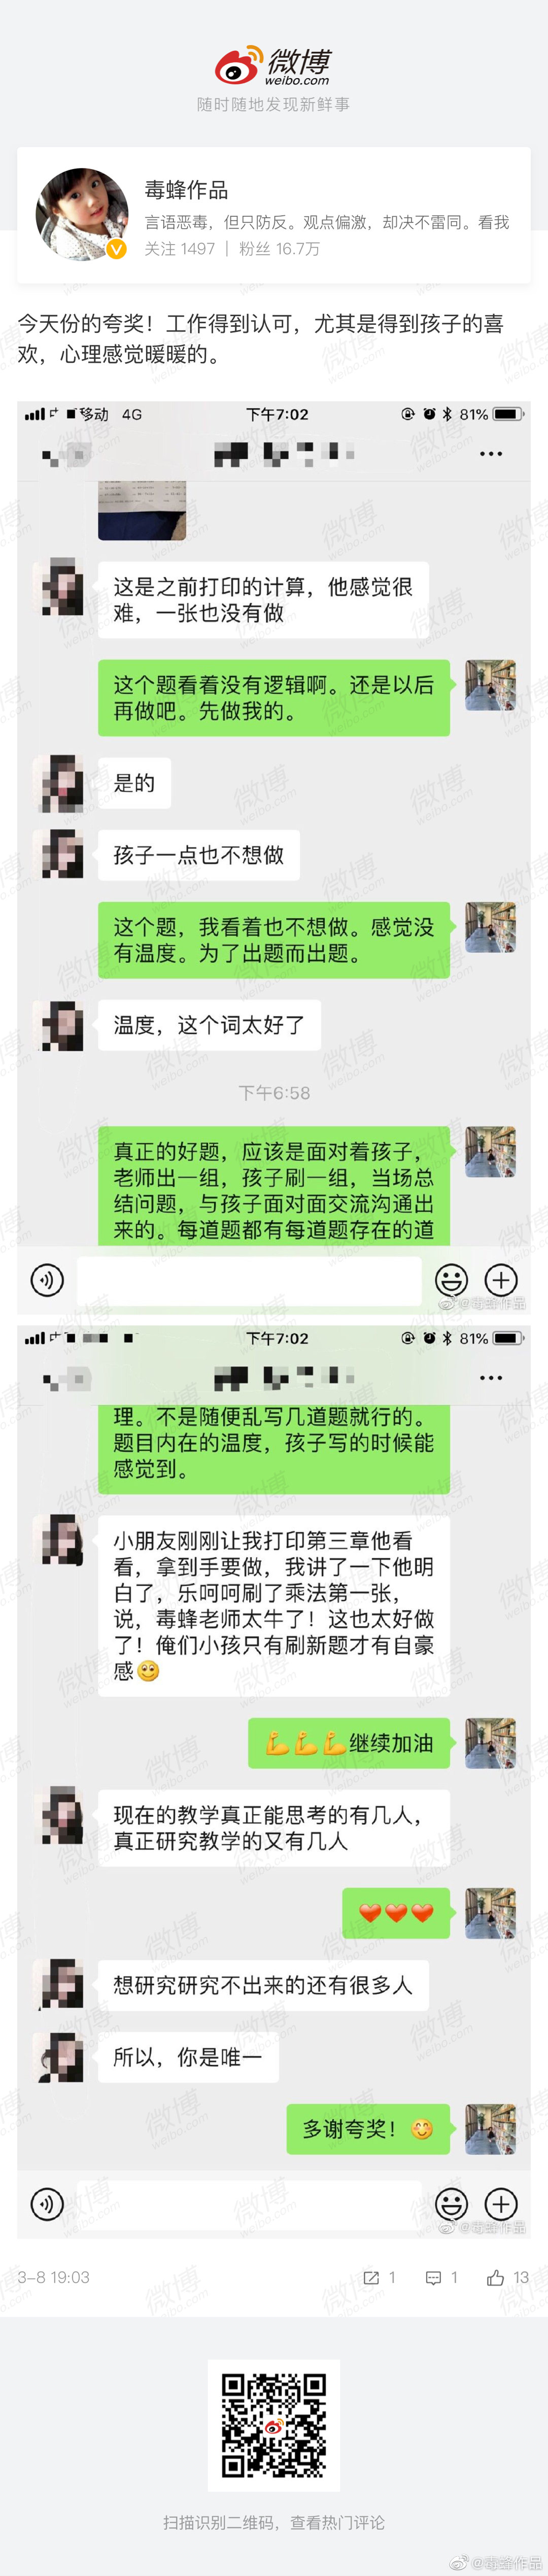 微博
weibo.com
随时随地发现新鲜事
毒蜂作品
言语恶毒，但只防反。观点偏激，却决不雷同。看我
关注 1497 | 粉丝 16.7万
今天份的夸奖！工作得到认可，尤其是得到孩子的喜
欢，心理感觉暖暖的。
移动 4G 下午7:02 81%
这是之前打印的计算，他感觉很
难，一张也没有做
这个题看着没有逻辑啊。还是以后
再做吧。先做我的。
是的
孩子一点也不想做
这个题，我看着也不想做。感觉没
有温度。为了出题而出题。
温度，这个词太好了
下午6:58
真正的好题，应该是面对着孩子，
老师出一组，孩子刷一组，当场总
结问题，与孩子面对面交流沟通出
来的。每道题都有每道题存在的道
@毒蜂作品
下午7:02 81%
理。不是随便乱写几道题就行的。
题目内在的温度，孩子写的时候能
感觉到。
小朋友刚刚让我打印第三章他看
看，拿到手要做，我讲了一下他明
白了，乐呵呵刷了乘法第一张，
说，毒蜂老师太牛了！这也太好做
了！俺们小孩只有刷新题才有自豪
感
继续加油
现在的教学真正能思考的有几人，
真正研究教学的又有几人
想研究研究不出来的还有很多人
所以，你是唯一
多谢夸奖！
@毒蜂作品
3-8 19:03 1 1 13
扫描识别二维码，查看热门评论
@毒蜂作品